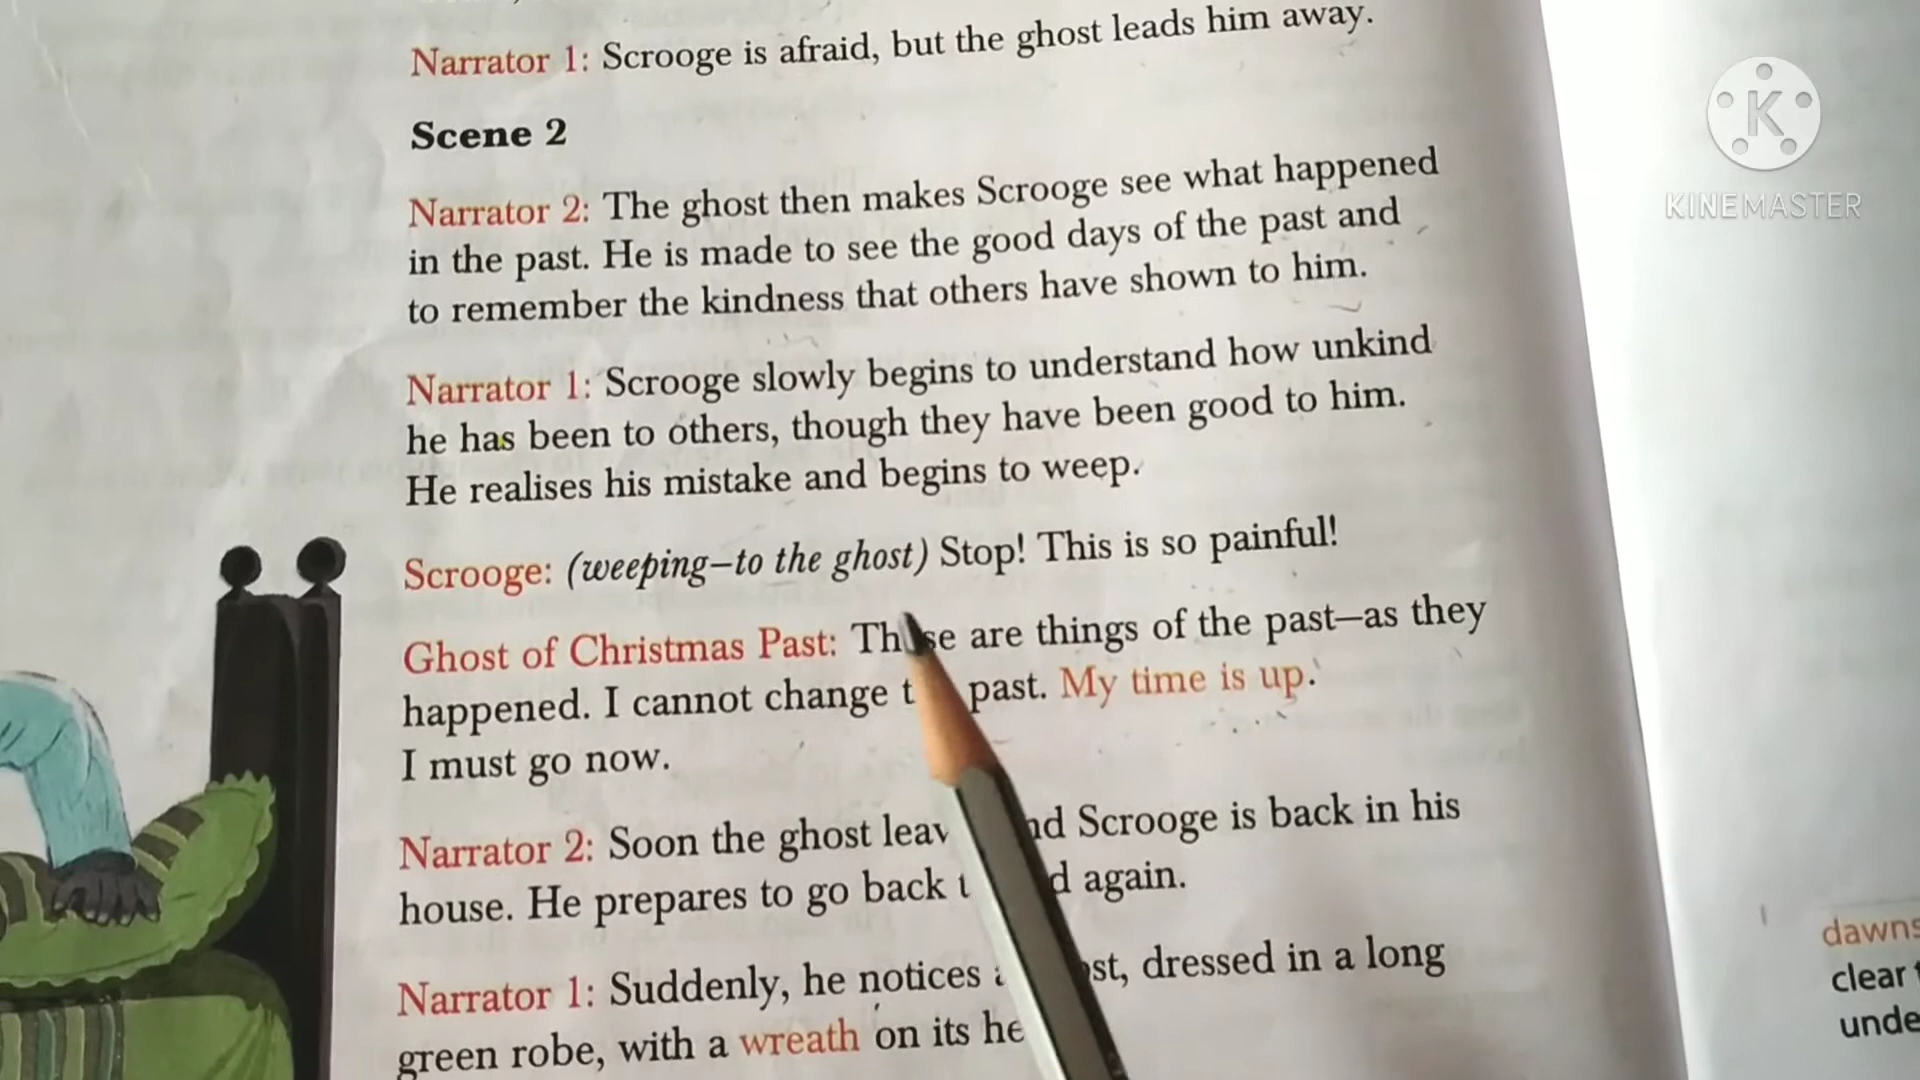 Narrator 1: Scrooge is afraid, but the ghost leads him away.
Scene 2
Narrator 2: The ghost then makes Scrooge see what happened
in the past. He is made to see the good days of the past and
to remember the kindness that others have shown to him.
Narrator 1: Scrooge slowly begins to understand how unkind
he has been to others, though they have been good to him.
He realises his mistake and begins to weep.
Scrooge: (weeping–to the ghost) Stop! This is so painful!
Ghost of Christmas Past: are things of the past–as they
happened. I cannot change past. My time is up.
I must go now.
Narrator 2: Soon the ghost Scrooge is back in his
house. He prepares to go back again.
Narrator 1: Suddenly, he notices dressed in a long
green robe, with a wreath on its
dawns
clear
KINEMASTER